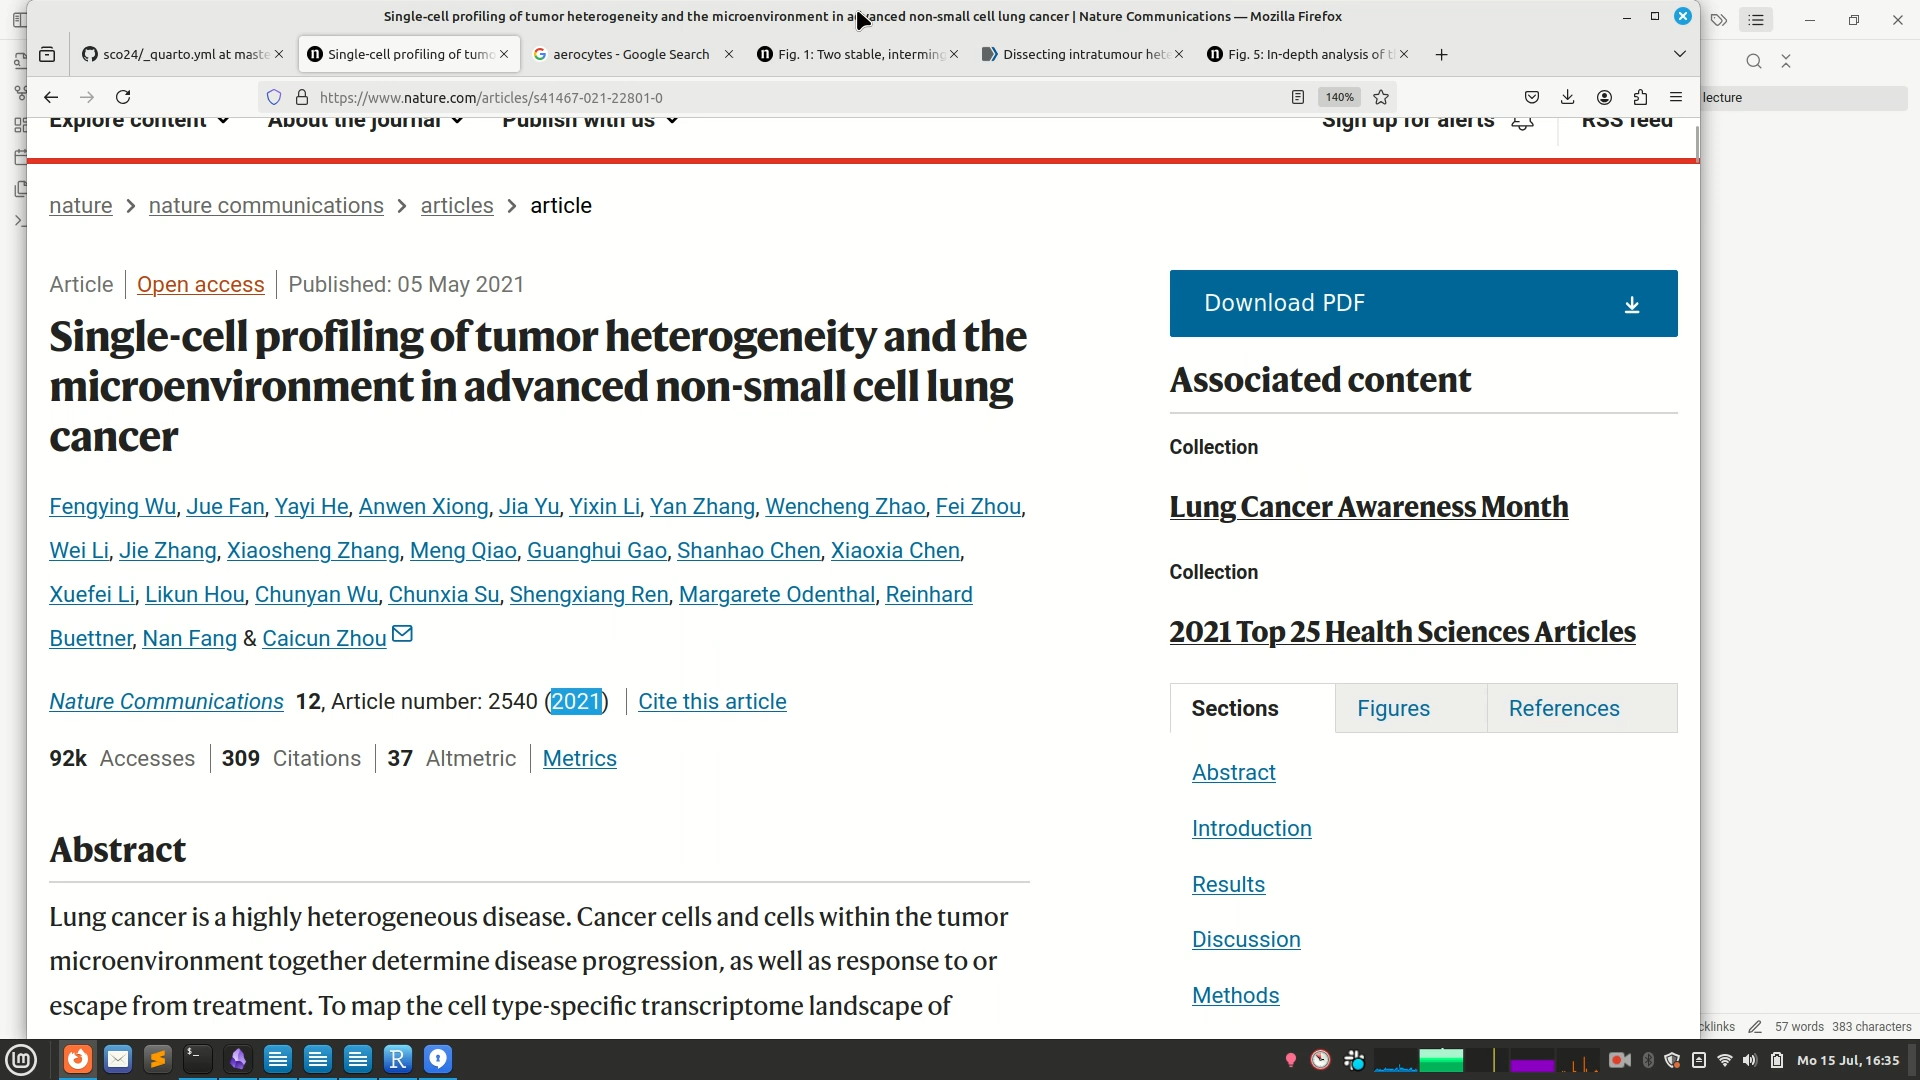 Single-cell profiling of tumor heterogeneity and the microenvironment in advanced non-small cell lung cancer | Nature Communications — Mozilla Firefox
sco24/_quarto.yml at maste
Single-cell profiling of tumo
aerocytes - Google Search
Fig. 1: Two stable, interming
Dissecting intratumour hete
Fig. 5: In-depth analysis of t
https://www.nature.com/articles/s41467-021-22801-0
140%
lecture
Explore content
About the journal
Publish with us
Sign up for alerts
RSS feed
nature > nature communications > articles > article
Article | Open access | Published: 05 May 2021
Single-cell profiling of tumor heterogeneity and the
microenvironment in advanced non-small cell lung
cancer
Fengying Wu, Jue Fan, Yayi He, Anwen Xiong, Jia Yu, Yixin Li, Yan Zhang, Wencheng Zhao, Fei Zhou,
Wei Li, Jie Zhang, Xiaosheng Zhang, Meng Qiao, Guanghui Gao, Shanhao Chen, Xiaoxia Chen,
Xuefei Li, Likun Hou, Chunyan Wu, Chunxia Su, Shengxiang Ren, Margarete Odenthal, Reinhard
Buettner, Nan Fang & Caicun Zhou
Nature Communications 12, Article number: 2540 (2021) | Cite this article
92k Accesses | 309 Citations | 37 Altmetric | Metrics
Abstract
Lung cancer is a highly heterogeneous disease. Cancer cells and cells within the tumor
microenvironment together determine disease progression, as well as response to or
escape from treatment. To map the cell type-specific transcriptome landscape of
Download PDF
Associated content
Collection
Lung Cancer Awareness Month
Collection
2021 Top 25 Health Sciences Articles
Sections
Figures
References
Abstract
Introduction
Results
Discussion
Methods
cklinks
57 words 383 characters
Mo 15 Jul, 16:35